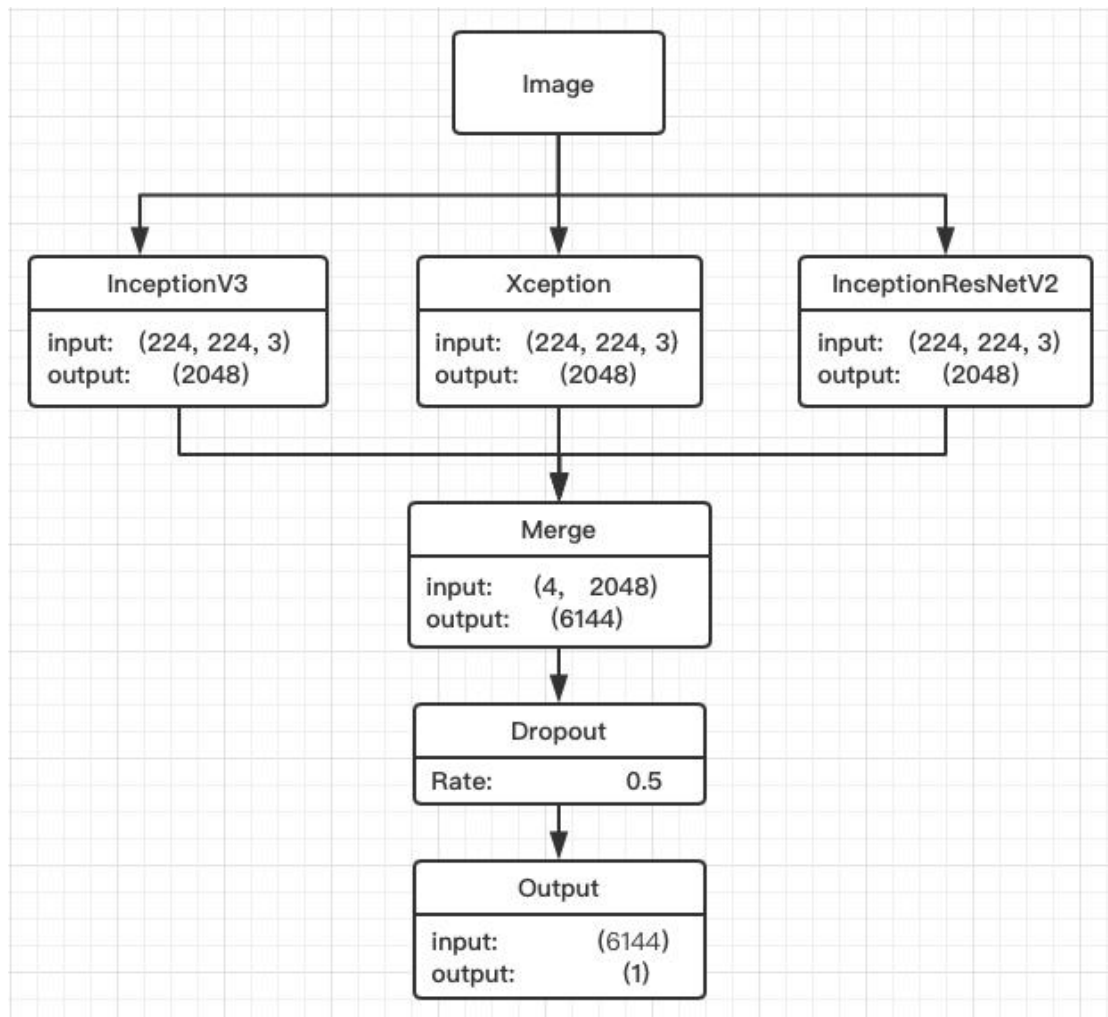 Image
InceptionV3
input: (224, 224, 3)
output: (2048)
Xception
input: (224, 224, 3)
output: (2048)
InceptionResNetV2
input: (224, 224, 3)
output: (2048)
Merge
input: (4, 2048)
output: (6144)
Dropout
Rate: 0.5
Output
input: (6144)
output: (1)